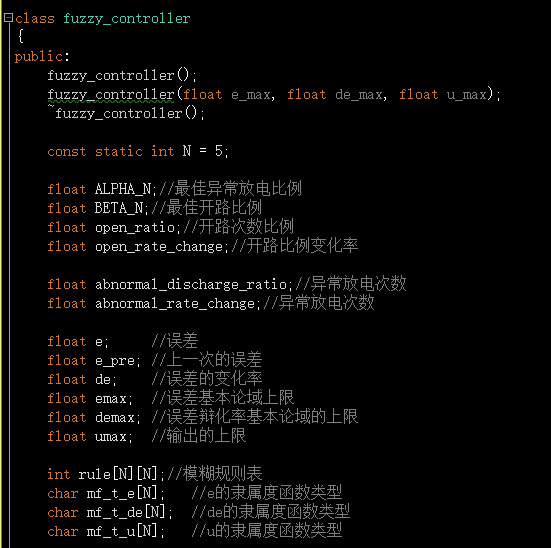 class fuzzy_controller
{
public:
fuzzy_controller();
fuzzy_controller(float e_max, float de_max, float u_max);
~fuzzy_controller();
const static int N = 5;
float ALPHA_N;//最佳异常放电比例
float BETA_N;//最佳开路比例
float open_ratio;//开路次数比例
float open_rate_change;//开路比例变化率
float abnormal_discharge_ratio;//异常放电次数
float abnormal_rate_change;//异常放电次数
float e; //误差
float e_pre; //上一次的误差
float de; //误差的变化率
float emax; //误差基本论域上限
float demax; //误差辩化率基本论域的上限
float umax; //输出的上限
int rule[N][N];//模糊规则表
char mf_t_e[N]; //e的隶属度函数类型
char mf_t_de[N]; //de的隶属度函数类型
char mf_t_u[N]; //u的隶属度函数类型